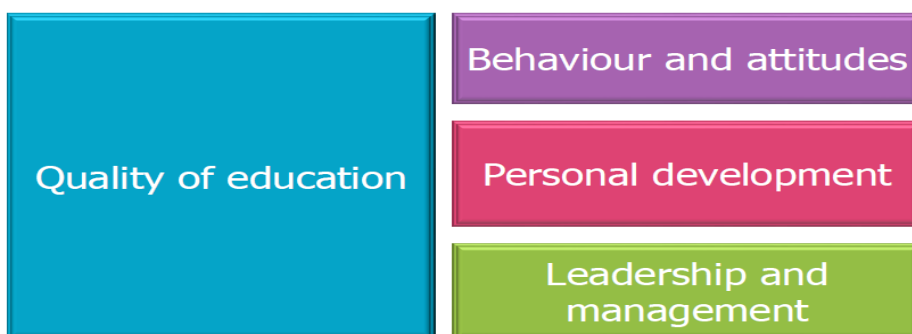 Quality of education
Behaviour and attitudes
Personal development
Leadership and
management